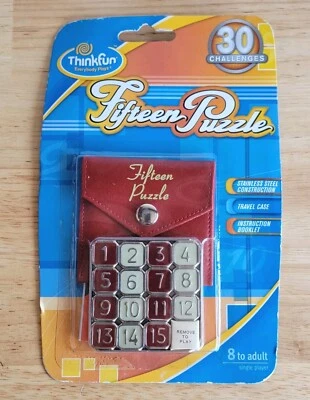 ThinkFun
Everybody Plays
30
CHALLENGES
Fifteen Puzzle
Fifteen
Puzzle
STAINLESS STEEL
CONSTRUCTION
TRAVEL CASE
INSTRUCTION
BOOKLET
1 2 3 4
5 6 7 8
9 10 11 12
13 14 15 REMOVE
TO
PLAY
8 to adult
single player